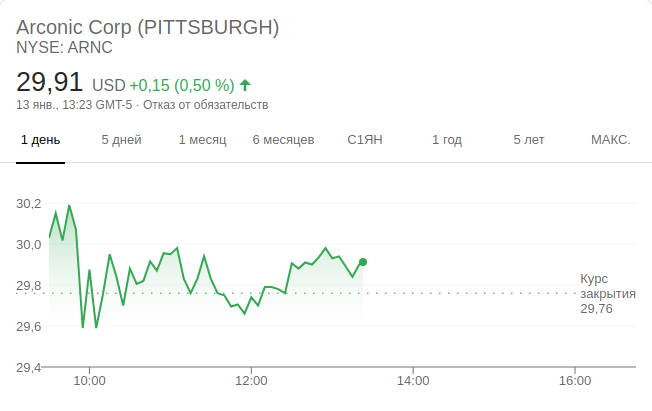 Arconic Corp (PITTSBURGH)
NYSE: ARNC
29,91 USD +0,15 (0,50 %)
13 янв., 13:23 GMT-5 · Отказ от обязательств
1 день 5 дней 1 месяц 6 месяцев С1ЯН 1 год 5 лет МАКС.
30,2
30,0
29,8
29,6
29,4
Курс
закрытия
29,76
10:00 12:00 14:00 16:00